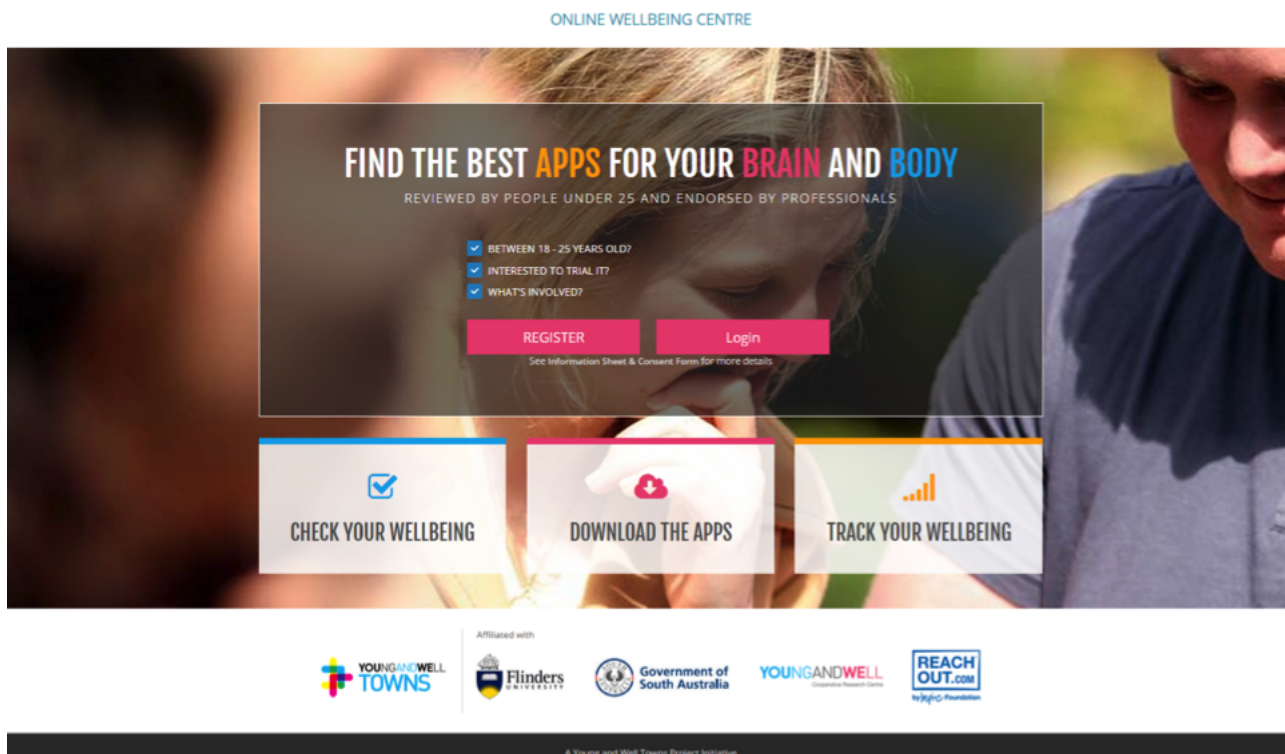 ONLINE WELLBEING CENTRE
FIND THE BEST APPS FOR YOUR BRAIN AND BODY
REVIEWED BY PEOPLE UNDER 25 AND ENDORSED BY PROFESSIONALS
BETWEEN 18 - 25 YEARS OLD?
INTERESTED TO TRIAL IT?
WHAT'S INVOLVED?
REGISTER
Login
See Information Sheet & Consent Form for more details
CHECK YOUR WELLBEING
DOWNLOAD THE APPS
TRACK YOUR WELLBEING
Affiliated with
YOUNGANDWELL
TOWNS
Flinders
UNIVERSITY
Government of
South Australia
YOUNGANDWELL
Cooperative Research Centre
REACH
OUT.COM
by Inspire Foundation
A Young and Well Towns Project Initiative